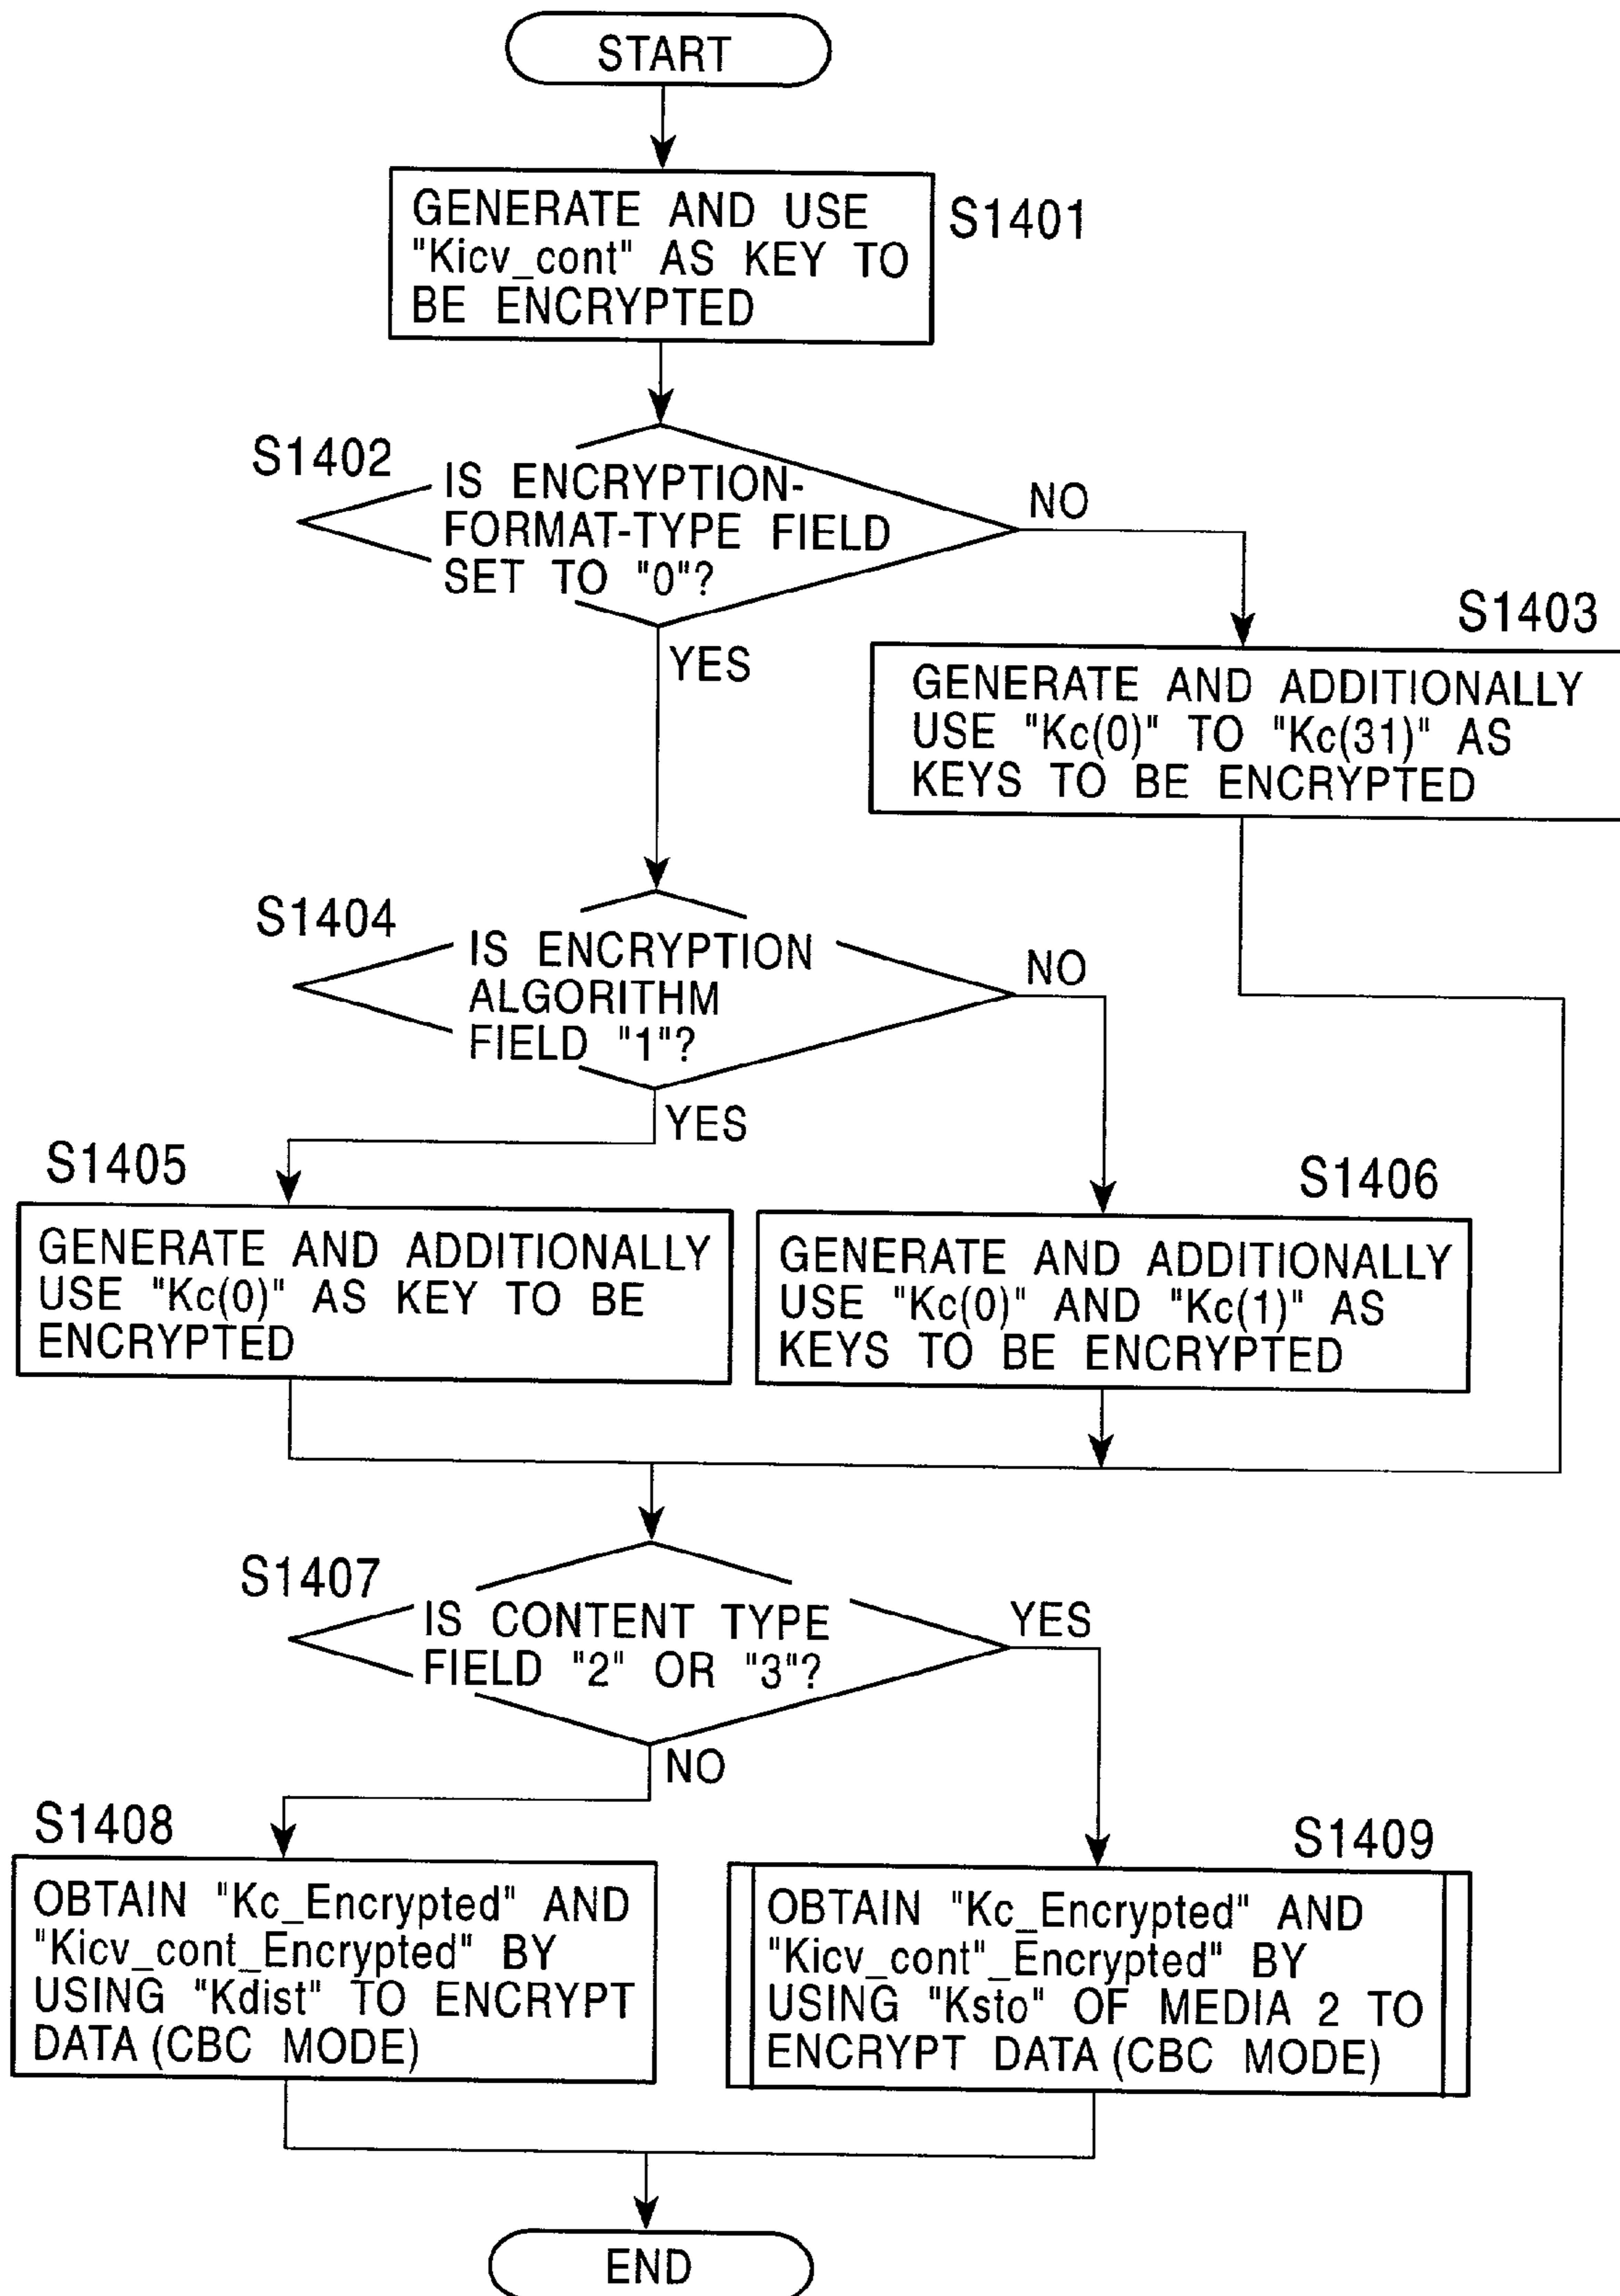 START
GENERATE AND USE
"Kicv_cont" AS KEY TO
BE ENCRYPTED
S1401
S1402
IS ENCRYPTION-
FORMAT-TYPE FIELD
SET TO "0"?
NO
YES
S1403
GENERATE AND ADDITIONALLY
USE "Kc(0)" TO "Kc(31)" AS
KEYS TO BE ENCRYPTED
S1404
IS ENCRYPTION
ALGORITHM
FIELD "1"?
NO
YES
S1405
GENERATE AND ADDITIONALLY
USE "Kc(0)" AS KEY TO BE
ENCRYPTED
S1406
GENERATE AND ADDITIONALLY
USE "Kc(0)" AND "Kc(1)" AS
KEYS TO BE ENCRYPTED
S1407
IS CONTENT TYPE
FIELD "2" OR "3"?
YES
NO
S1408
OBTAIN "Kc_Encrypted" AND
"Kicv_cont_Encrypted" BY
USING "Kdist" TO ENCRYPT
DATA (CBC MODE)
S1409
OBTAIN "Kc_Encrypted" AND
"Kicv_cont"_Encrypted" BY
USING "Ksto" OF MEDIA 2 TO
ENCRYPT DATA (CBC MODE)
END